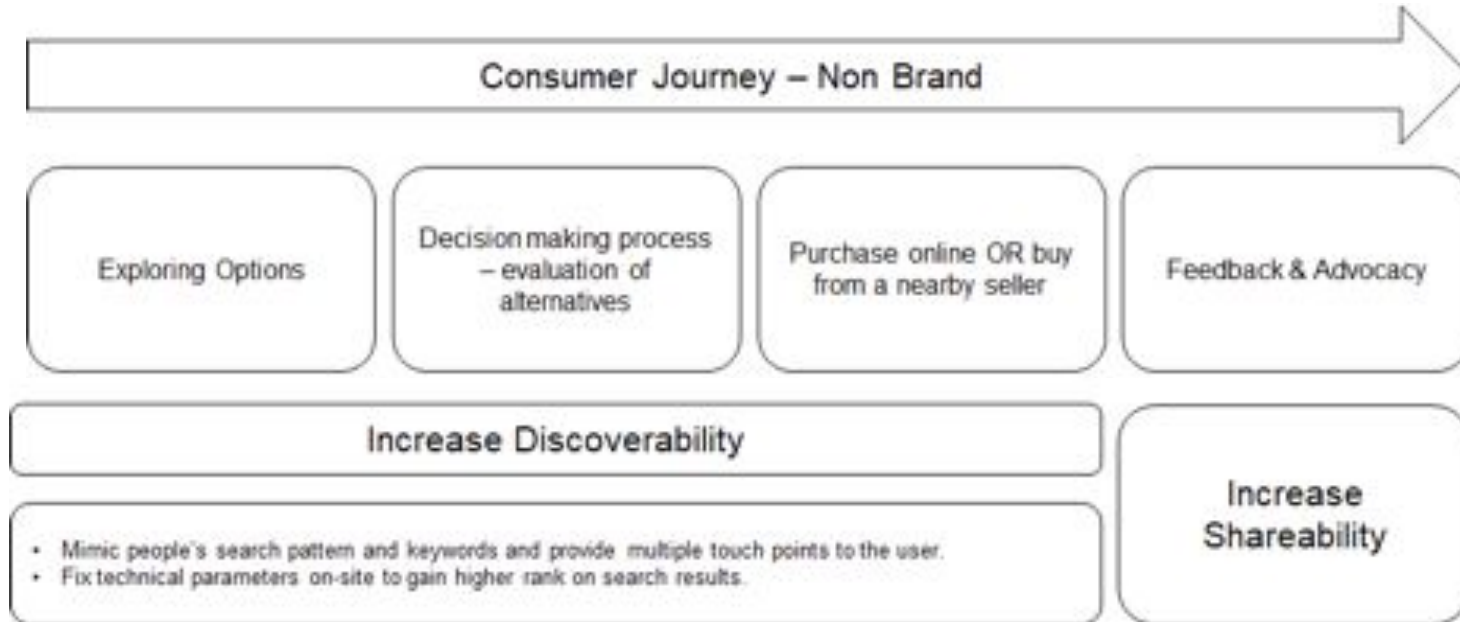 Consumer Journey – Non Brand
Exploring Options
Decision making process
– evaluation of
alternatives
Purchase online OR buy
from a nearby seller
Feedback & Advocacy
Increase Discoverability
Increase
Shareability
• Mimic people's search pattern and keywords and provide multiple touch points to the user.
• Fix technical parameters on-site to gain higher rank on search results.